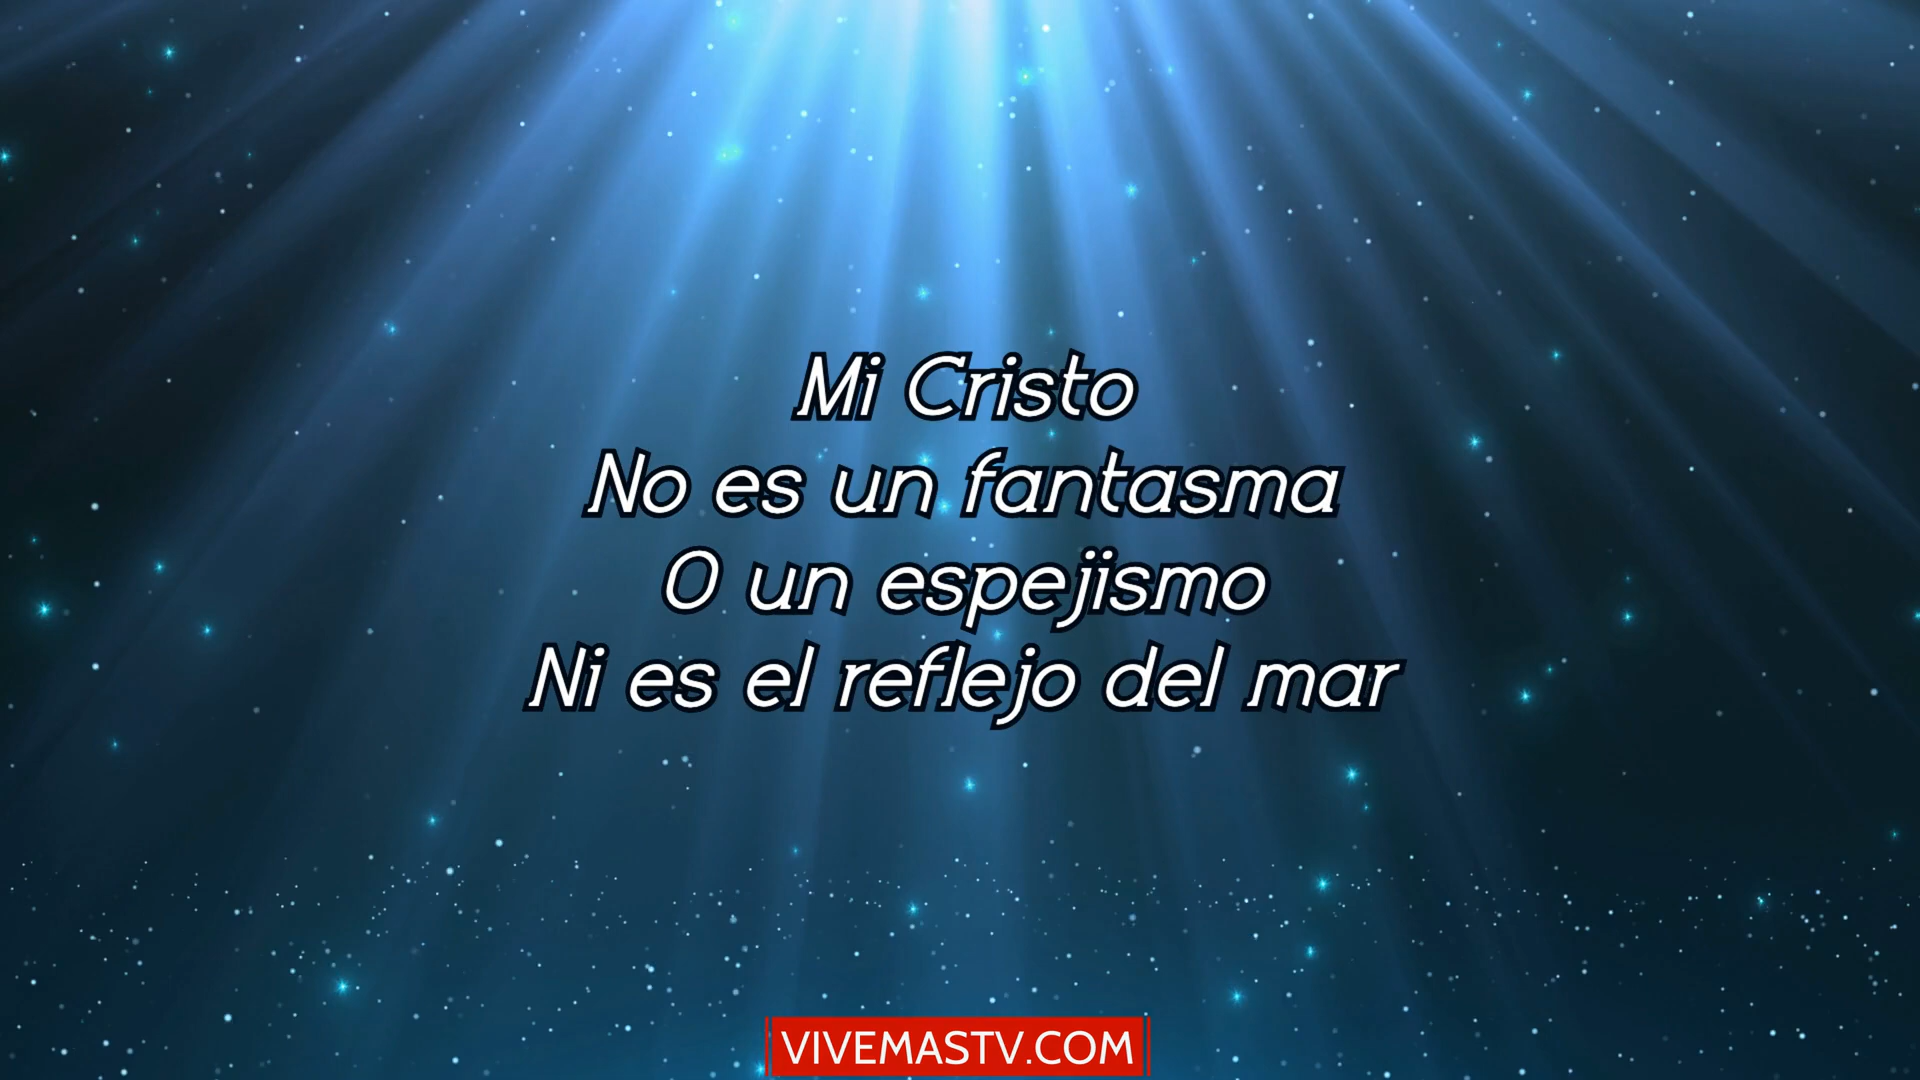 Mi Cristo
No es un fantasma
O un espejismo
Ni es el reflejo del mar
VIVEMASTV.COM